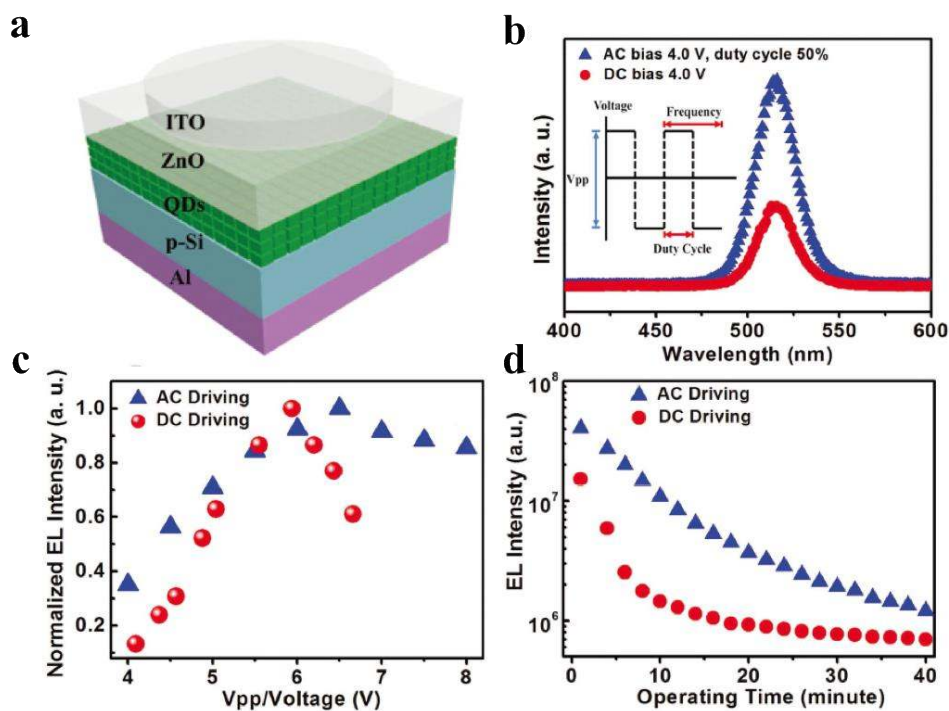 a
ITO
ZnO
QDs
p-Si
Al
b
AC bias 4.0 V, duty cycle 50%
DC bias 4.0 V
Voltage
Frequency
Vpp
Duty Cycle
Intensity (a. u.)
400 450 500 550 600
Wavelength (nm)
c
AC Driving
DC Driving
Normalized EL Intensity (a. u.)
1.0
0.8
0.6
0.4
0.2
4 5 6 7 8
Vpp/Voltage (V)
d
AC Driving
DC Driving
EL Intensity (a.u.)
10⁸
10⁷
10⁶
0 10 20 30 40
Operating Time (minute)